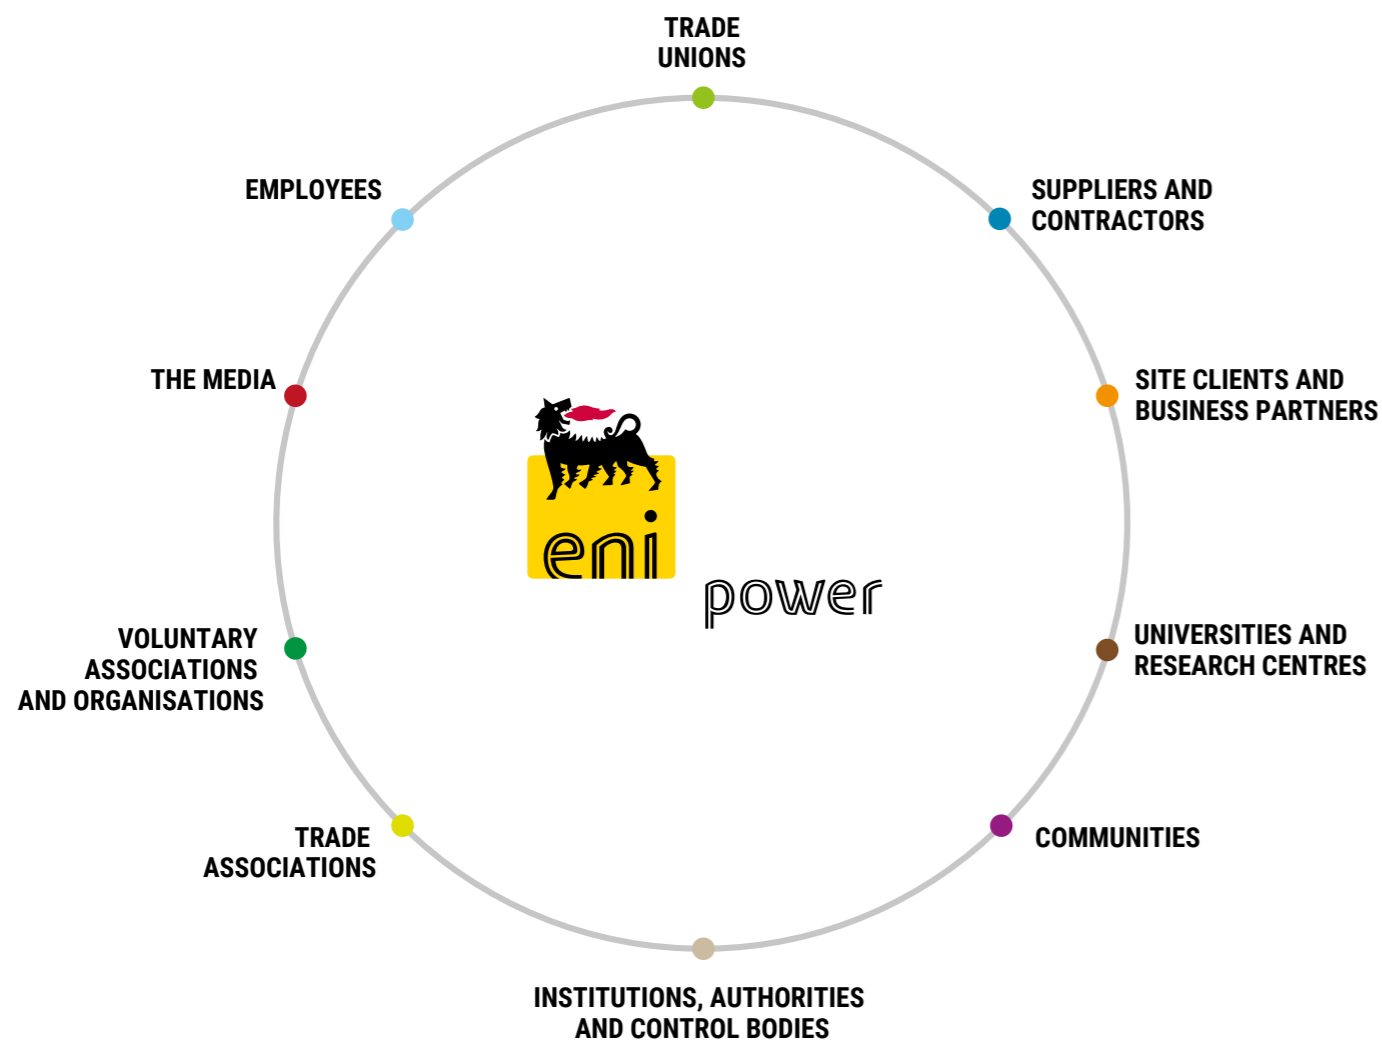 TRADE
UNIONS
EMPLOYEES
SUPPLIERS AND
CONTRACTORS
THE MEDIA
SITE CLIENTS AND
BUSINESS PARTNERS
eni
power
VOLUNTARY
ASSOCIATIONS
AND ORGANISATIONS
UNIVERSITIES AND
RESEARCH CENTRES
TRADE
ASSOCIATIONS
COMMUNITIES
INSTITUTIONS, AUTHORITIES
AND CONTROL BODIES